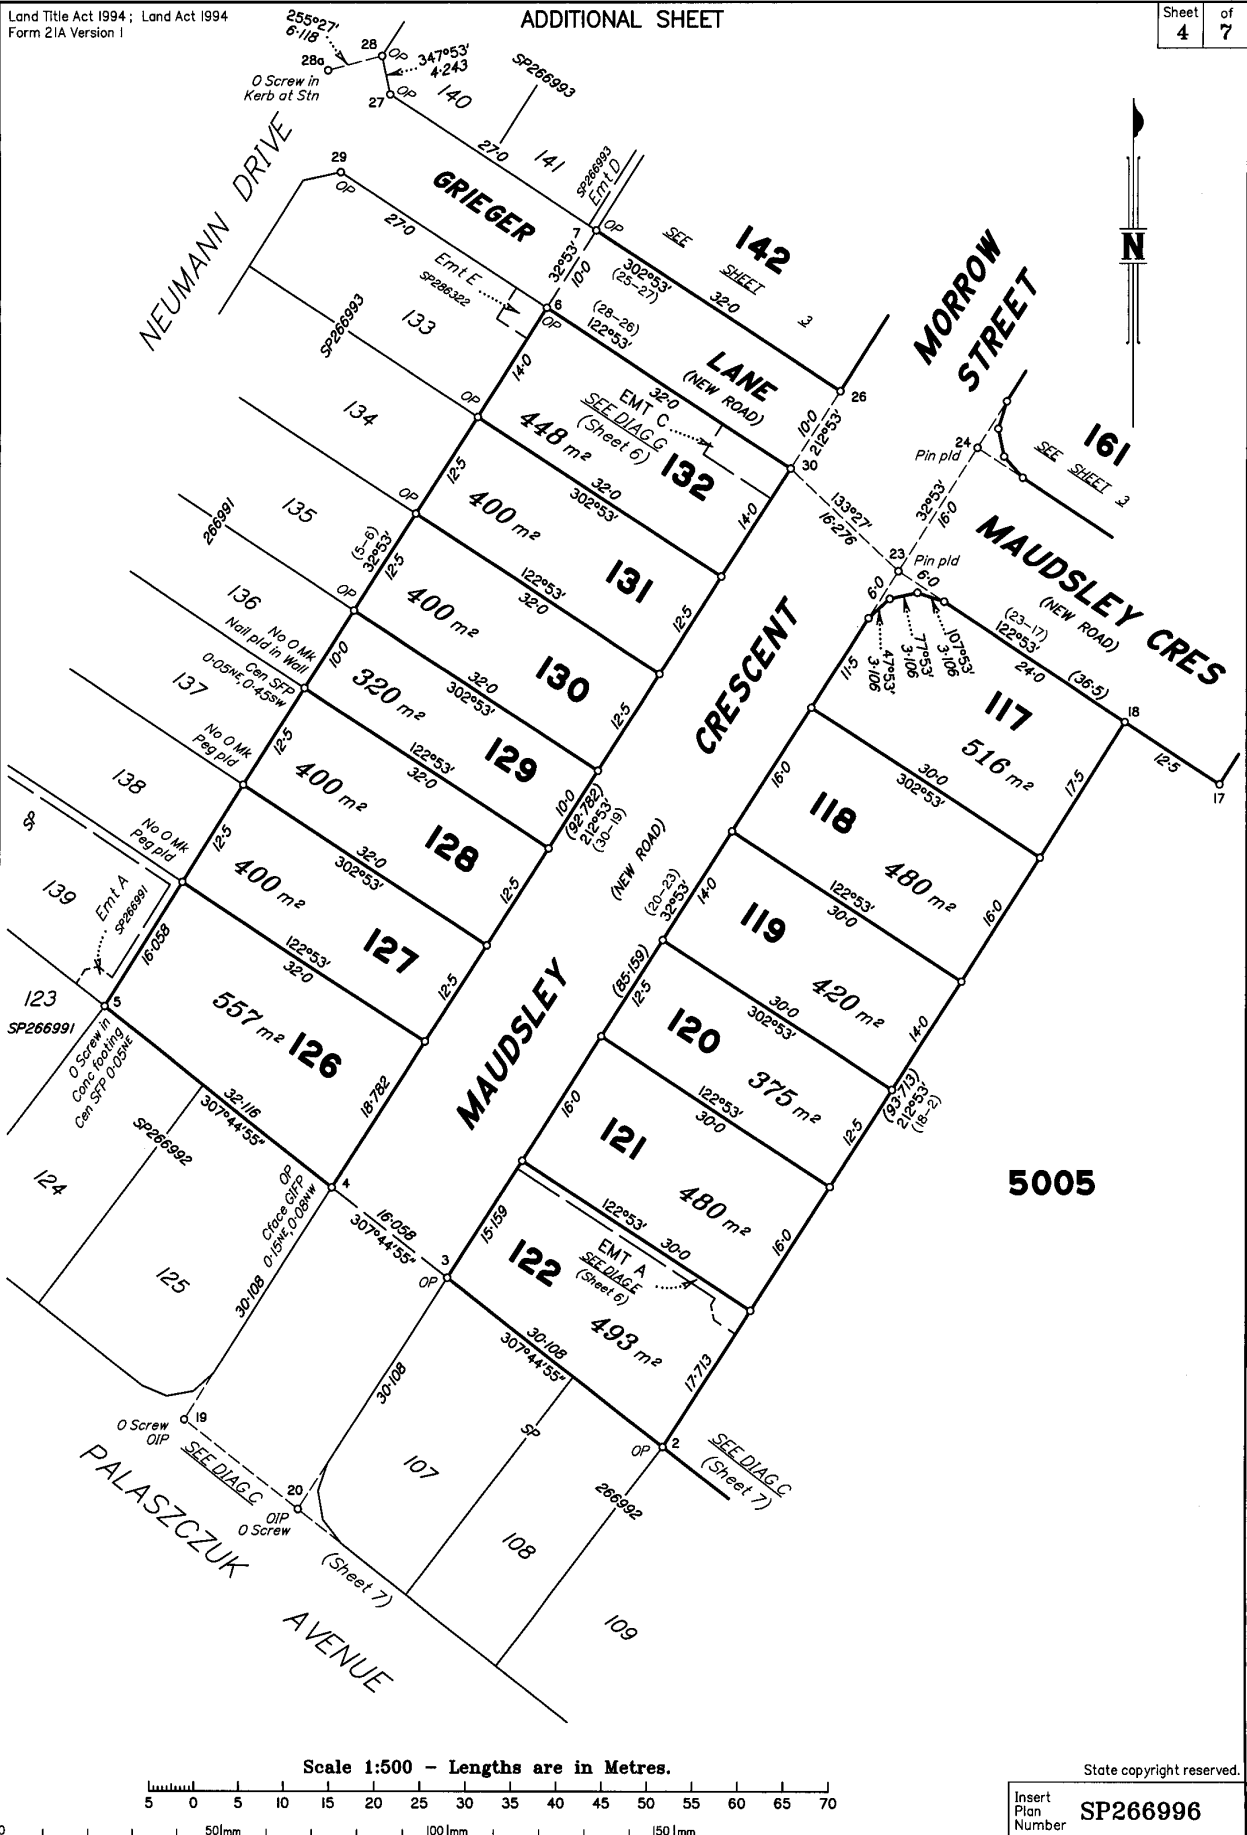 Land Title Act 1994 ; Land Act 1994
Form 21A Version 1
ADDITIONAL SHEET
Sheet of
4 7
255°27'
6·118
28
OP
347°53'
4·243
28a
O Screw in
Kerb at Stn
27
OP
140
SP266993
27·0
141
SP266993
Emt D
NEUMANN DRIVE
29
OP
GRIEGER
27·0
7
OP
SEE
SHEET
3
142
32°53'
10·0
302°53'
(25-27)
32·0
MORROW
STREET
N
Emt E
SP286322
133
SP266993
6
OP
(28-26)
122°53'
LANE
(NEW ROAD)
32·0
26
10·0
212°53'
14·0
EMT C
SEE DIAG G
(Sheet 6)
448 m²
132
30
24
Pin pld
161
SEE SHEET 3
134
OP
32·0
302°53'
14·0
133°27'
16·276
32°53'
16·0
MAUDSLEY CRES
(NEW ROAD)
12·5
400 m²
131
135
266991
OP
(5-6)
32°53'
12·5
122°53'
32·0
12·5
23
Pin pld
6·0
6·0
47°53'
3·106
77°53'
3·106
107°53'
3·106
(23-17)
122°53'
24·0
(36·5)
18
12·5
17
136
OP
400 m²
130
No O Mk
Nail pld in Wall
Cen SFP
0·05NE,0·45SW
10·0
32·0
302°53'
12·5
CRESCENT
11·5
117
516 m²
17·5
137
320 m²
129
No O Mk
Peg pld
12·5
122°53'
32·0
10·0
(92·782)
212°53'
(30-19)
30·0
302°53'
16·0
118
480 m²
16·0
138
SP
400 m²
128
No O Mk
Peg pld
12·5
32·0
302°53'
12·5
(NEW ROAD)
(20-23)
32°53'
14·0
122°53'
30·0
119
420 m²
14·0
139
Emt A
SP266991
400 m²
127
16·058
122°53'
32·0
12·5
(85·159)
12·5
30·0
302°53'
120
375 m²
(93·713)
212°53'
(18-2)
12·5
123
SP266991
5
557 m²
126
O Screw in
Conc footing
Cen SFP 0·05NE
MAUDSLEY
18·782
16·0
122°53'
30·0
121
480 m²
16·0
5005
32·116
307°44'55"
SP266992
124
OP
Cface GIFP
0·15NE,0·08NW
4
16·058
307°44'55"
3
OP
15·159
122°53'
30·0
122
EMT A
SEE DIAG E
(Sheet 6)
493 m²
17·713
125
30·108
30·108
30·108
307°44'55"
2
OP
SEE DIAG C
(Sheet 7)
19
O Screw
OIP
SEE DIAG C
(Sheet 7)
20
OIP
O Screw
107
SP
266992
108
109
PALASZCZUK
AVENUE
Scale 1:500 – Lengths are in Metres.
5 0 5 10 15 20 25 30 35 40 45 50 55 60 65 70
0 50mm 100mm 150mm
State copyright reserved.
Insert
Plan
Number
SP266996